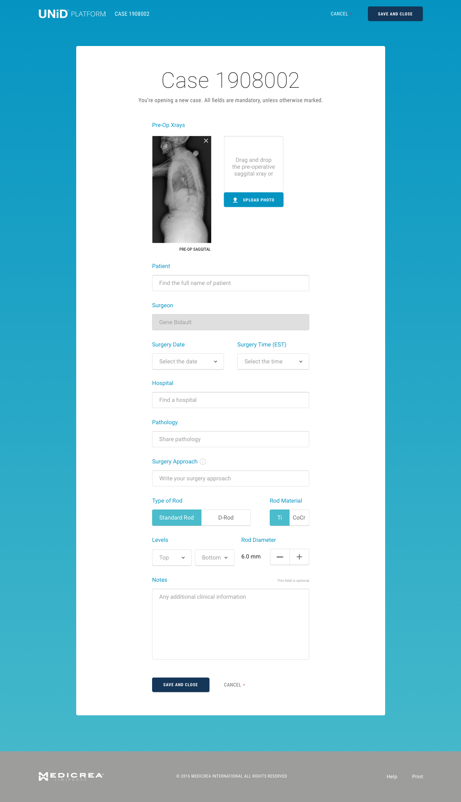 UNiD PLATFORM CASE 1908002 CANCEL SAVE AND CLOSE
Case 1908002
You're opening a new case. All fields are mandatory, unless otherwise marked.
Pre-Op Xrays
Drag and drop
the pre-operative
saggital xray or
UPLOAD PHOTO
PRE-OP SAGGITAL
Patient
Find the full name of patient
Surgeon
Gene Bidault
Surgery Date Surgery Time (EST)
Select the date Select the time
Hospital
Find a hospital
Pathology
Share pathology
Surgery Approach
Write your surgery approach
Type of Rod Rod Material
Standard Rod D-Rod Ti CoCr
Levels Rod Diameter
Top Bottom 6.0 mm
Notes This field is optional
Any additional clinical information
SAVE AND CLOSE CANCEL ×
MEDICREA © 2016 MEDICREA INTERNATIONAL ALL RIGHTS RESERVED Help Print